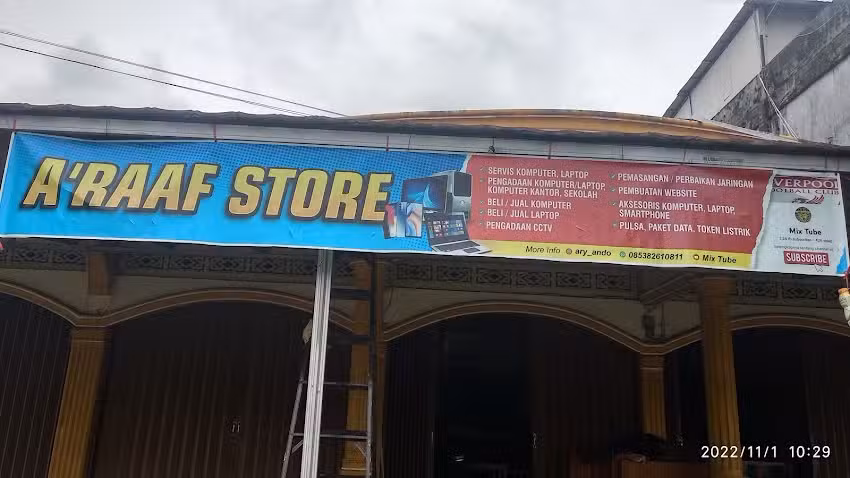 A'RAAF STORE
SERVIS KOMPUTER, LAPTOP
PENGADAAN KOMPUTER/LAPTOP,
KOMPUTER KANTOR, SEKOLAH
BELI / JUAL KOMPUTER
BELI / JUAL LAPTOP
PENGADAAN CCTV
PEMASANGAN / PERBAIKAN JARINGAN
PEMBUATAN WEBSITE
AKSESORIS KOMPUTER, LAPTOP,
SMARTPHONE
PULSA, PAKET DATA, TOKEN LISTRIK
More Info ary_ando 085382610811 Mix Tube
VERPOOL
Mix Tube
SUBSCRIBE
2022/11/1 10:29